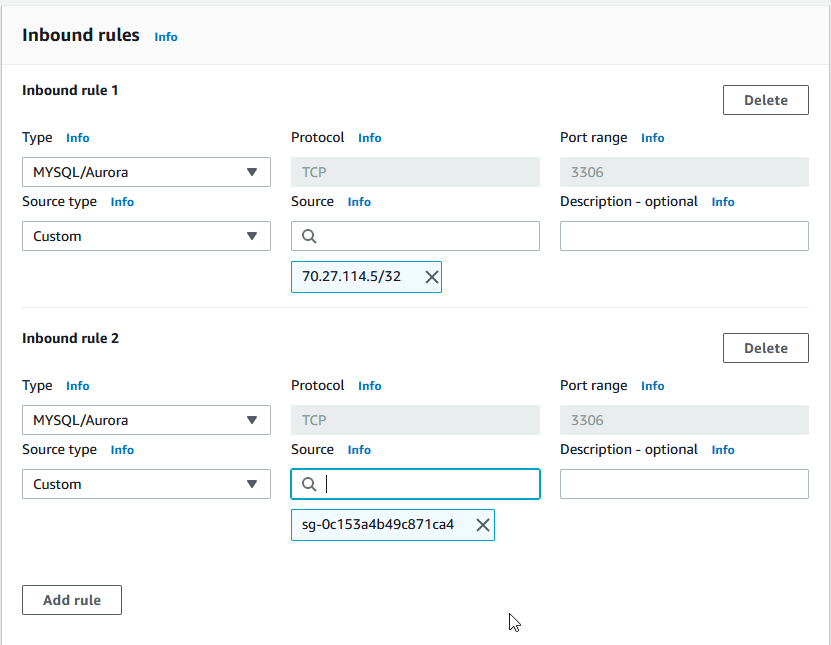 Inbound rules Info
Inbound rule 1
Delete
Type Info Protocol Info Port range Info
MYSQL/Aurora TCP 3306
Source type Info Source Info Description - optional Info
Custom
70.27.114.5/32
Inbound rule 2
Delete
Type Info Protocol Info Port range Info
MYSQL/Aurora TCP 3306
Source type Info Source Info Description - optional Info
Custom
sg-0c153a4b49c871ca4
Add rule